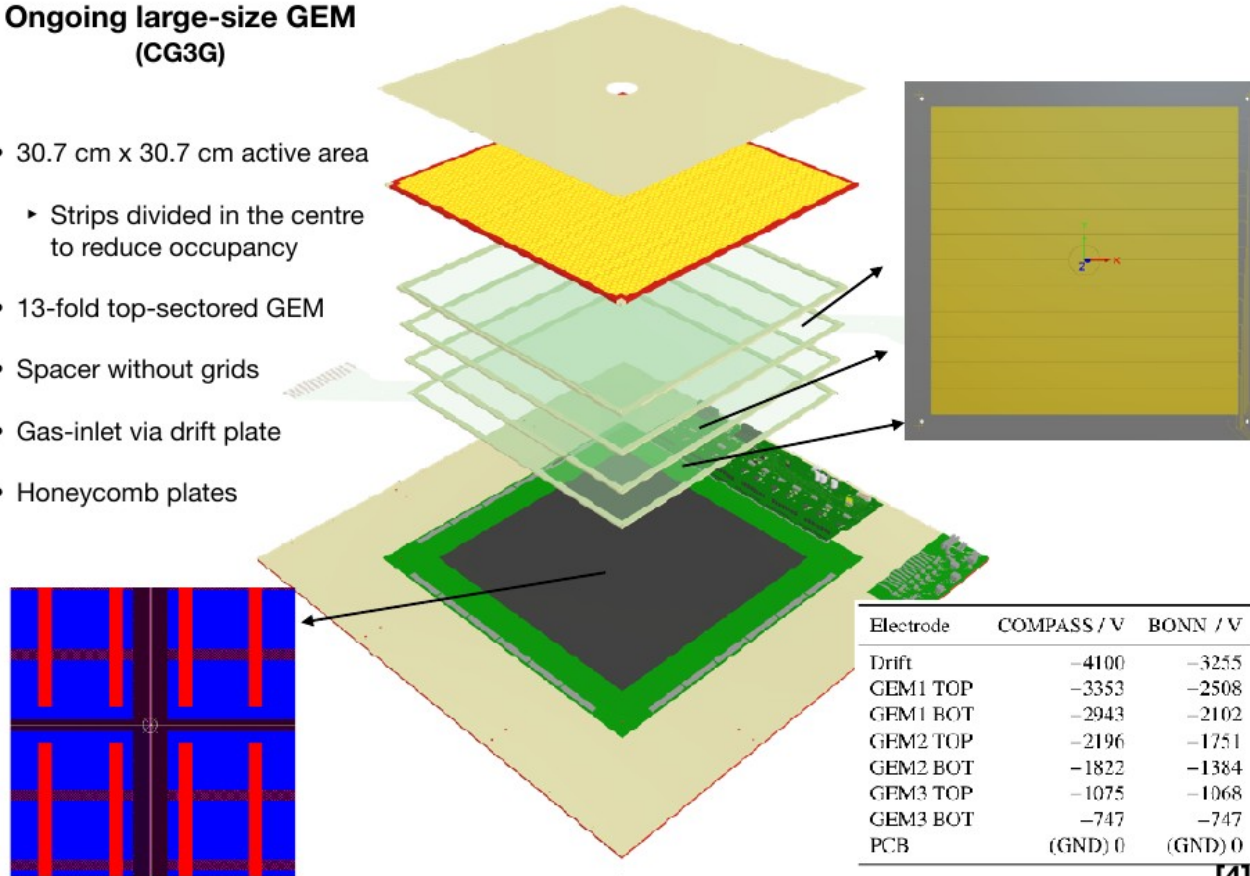 Ongoing large-size GEM
(CG3G)
• 30.7 cm x 30.7 cm active area
‣ Strips divided in the centre
to reduce occupancy
• 13-fold top-sectored GEM
• Spacer without grids
• Gas-inlet via drift plate
• Honeycomb plates
Y
Z X
Electrode COMPASS / V BONN / V
Drift −4100 −3255
GEM1 TOP −3353 −2508
GEM1 BOT −2943 −2102
GEM2 TOP −2196 −1751
GEM2 BOT −1822 −1384
GEM3 TOP −1075 −1068
GEM3 BOT −747 −747
PCB (GND) 0 (GND) 0
[4]